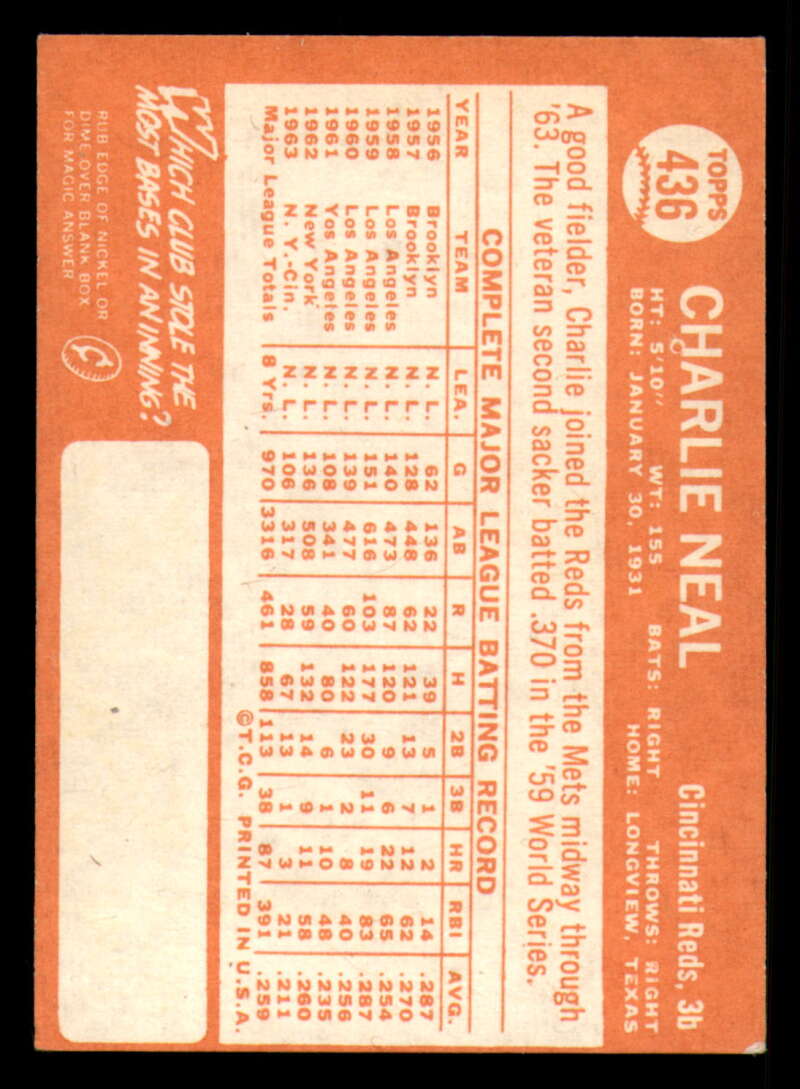 TOPPS
436
CHARLIE NEAL
Cincinnati Reds, 3b
HT: 5'10" WT: 155 BATS: RIGHT THROWS: RIGHT
BORN: JANUARY 30, 1931 HOME: LONGVIEW, TEXAS
A good fielder, Charlie joined the Reds from the Mets midway through
'63. The veteran second sacker batted .370 in the '59 World Series.
COMPLETE MAJOR LEAGUE BATTING RECORD
YEAR TEAM LEA. G AB R H 2B 3B HR RBI AVG.
1956 Brooklyn N. L. 62 136 22 39 5 1 2 14 .287
1957 Brooklyn N. L. 128 448 62 121 13 7 12 62 .270
1958 Los Angeles N. L. 140 473 87 120 9 6 22 65 .254
1959 Los Angeles N. L. 151 616 103 177 30 11 19 83 .287
1960 Los Angeles N. L. 139 477 60 122 23 2 8 40 .256
1961 Yos Angeles N. L. 108 341 40 80 6 1 10 48 .235
1962 New York N. L. 136 508 59 132 14 9 11 58 .260
1963 N. Y.-Cin. N. L. 106 317 28 67 13 1 3 21 .211
Major League Totals 8 Yrs. 970 3316 461 858 113 38 87 391 .259
©T.C.G. PRINTED IN U.S.A.
WHICH CLUB STOLE THE
MOST BASES IN AN INNING?
RUB EDGE OF NICKEL OR
DIME OVER BLANK BOX
FOR MAGIC ANSWER